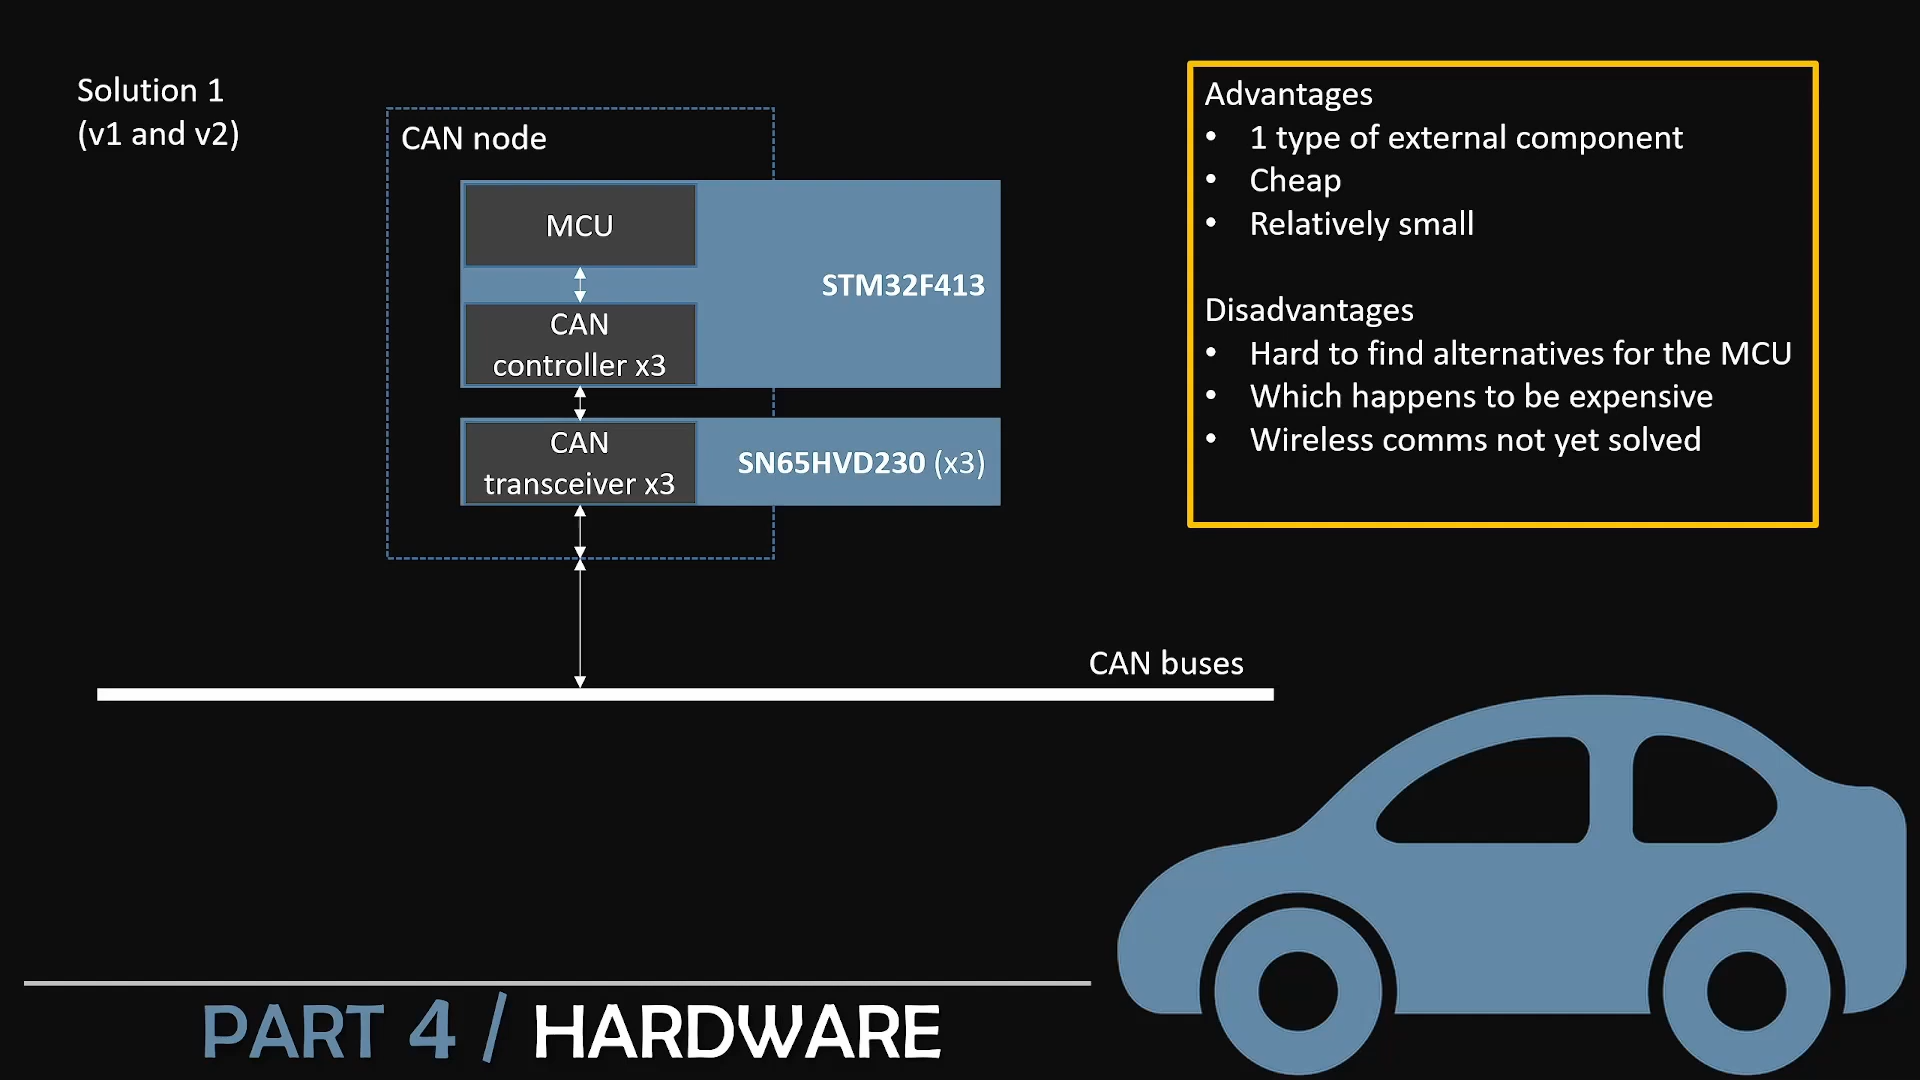 Solution 1
(v1 and v2)
CAN node
MCU
STM32F413
CAN
controller x3
CAN
transceiver x3
SN65HVD230 (x3)
Advantages
• 1 type of external component
• Cheap
• Relatively small
Disadvantages
• Hard to find alternatives for the MCU
• Which happens to be expensive
• Wireless comms not yet solved
CAN buses
PART 4 / HARDWARE